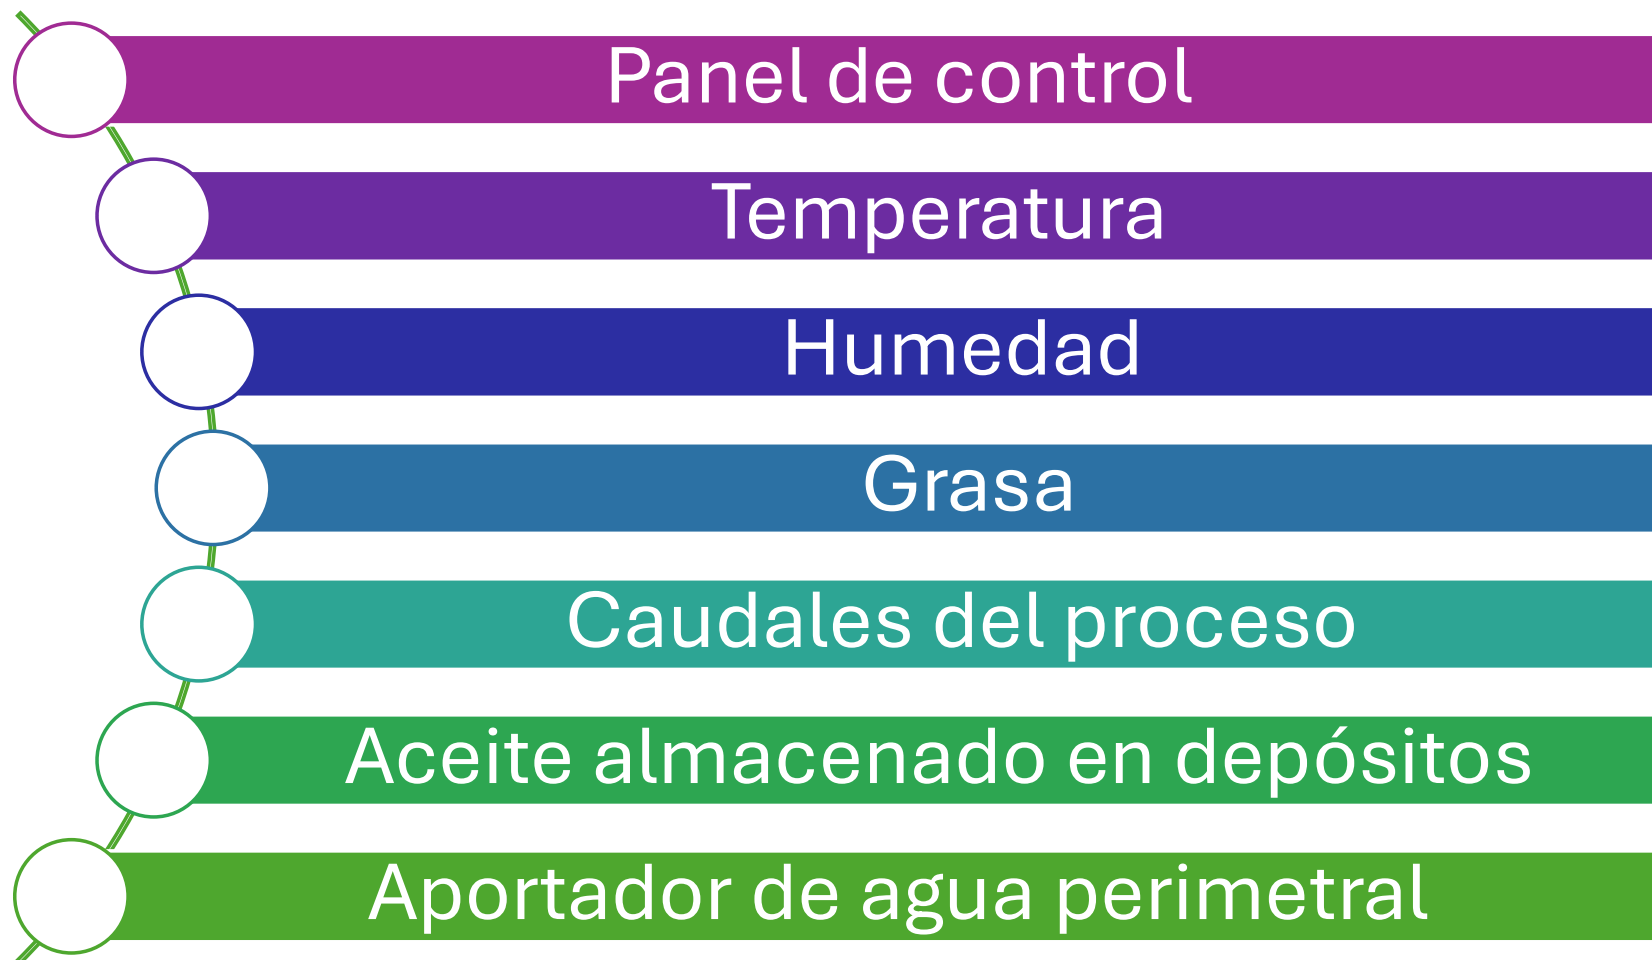 Panel de control
Temperatura
Humedad
Grasa
Caudales del proceso
Aceite almacenado en depósitos
Aportador de agua perimetral